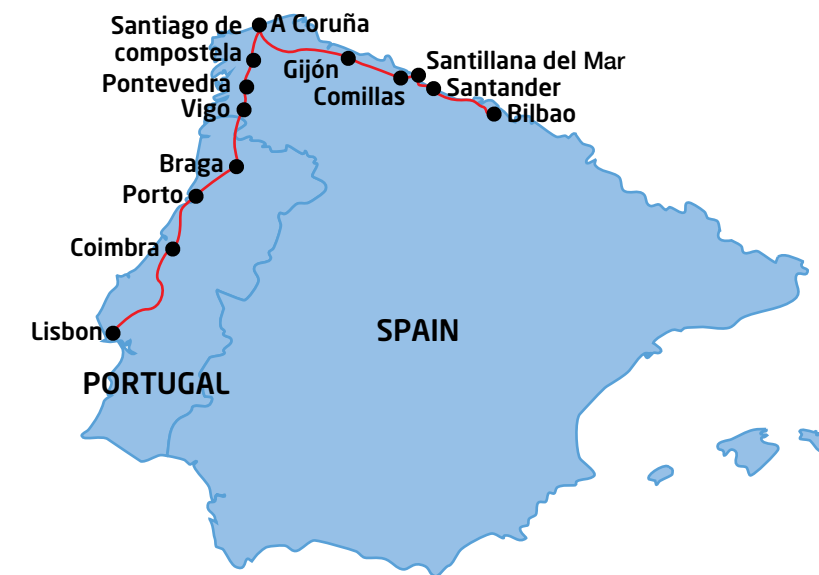 Santiago de
compostela
A Coruña
Gijón
Santillana del Mar
Comillas
Santander
Bilbao
Pontevedra
Vigo
Braga
Porto
Coimbra
Lisbon
SPAIN
PORTUGAL